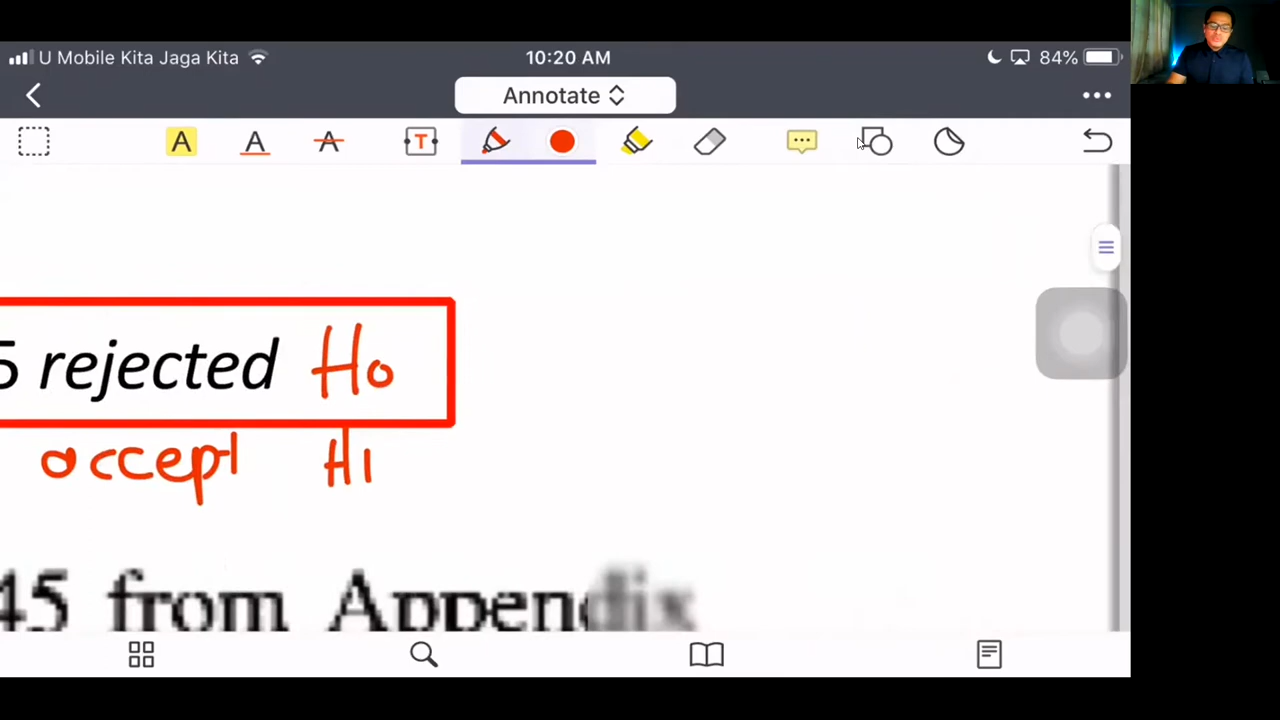 U Mobile Kita Jaga Kita 10:20 AM 84%
Annotate
A A A T
5 rejected Ho
accept H1
45 from Appendix